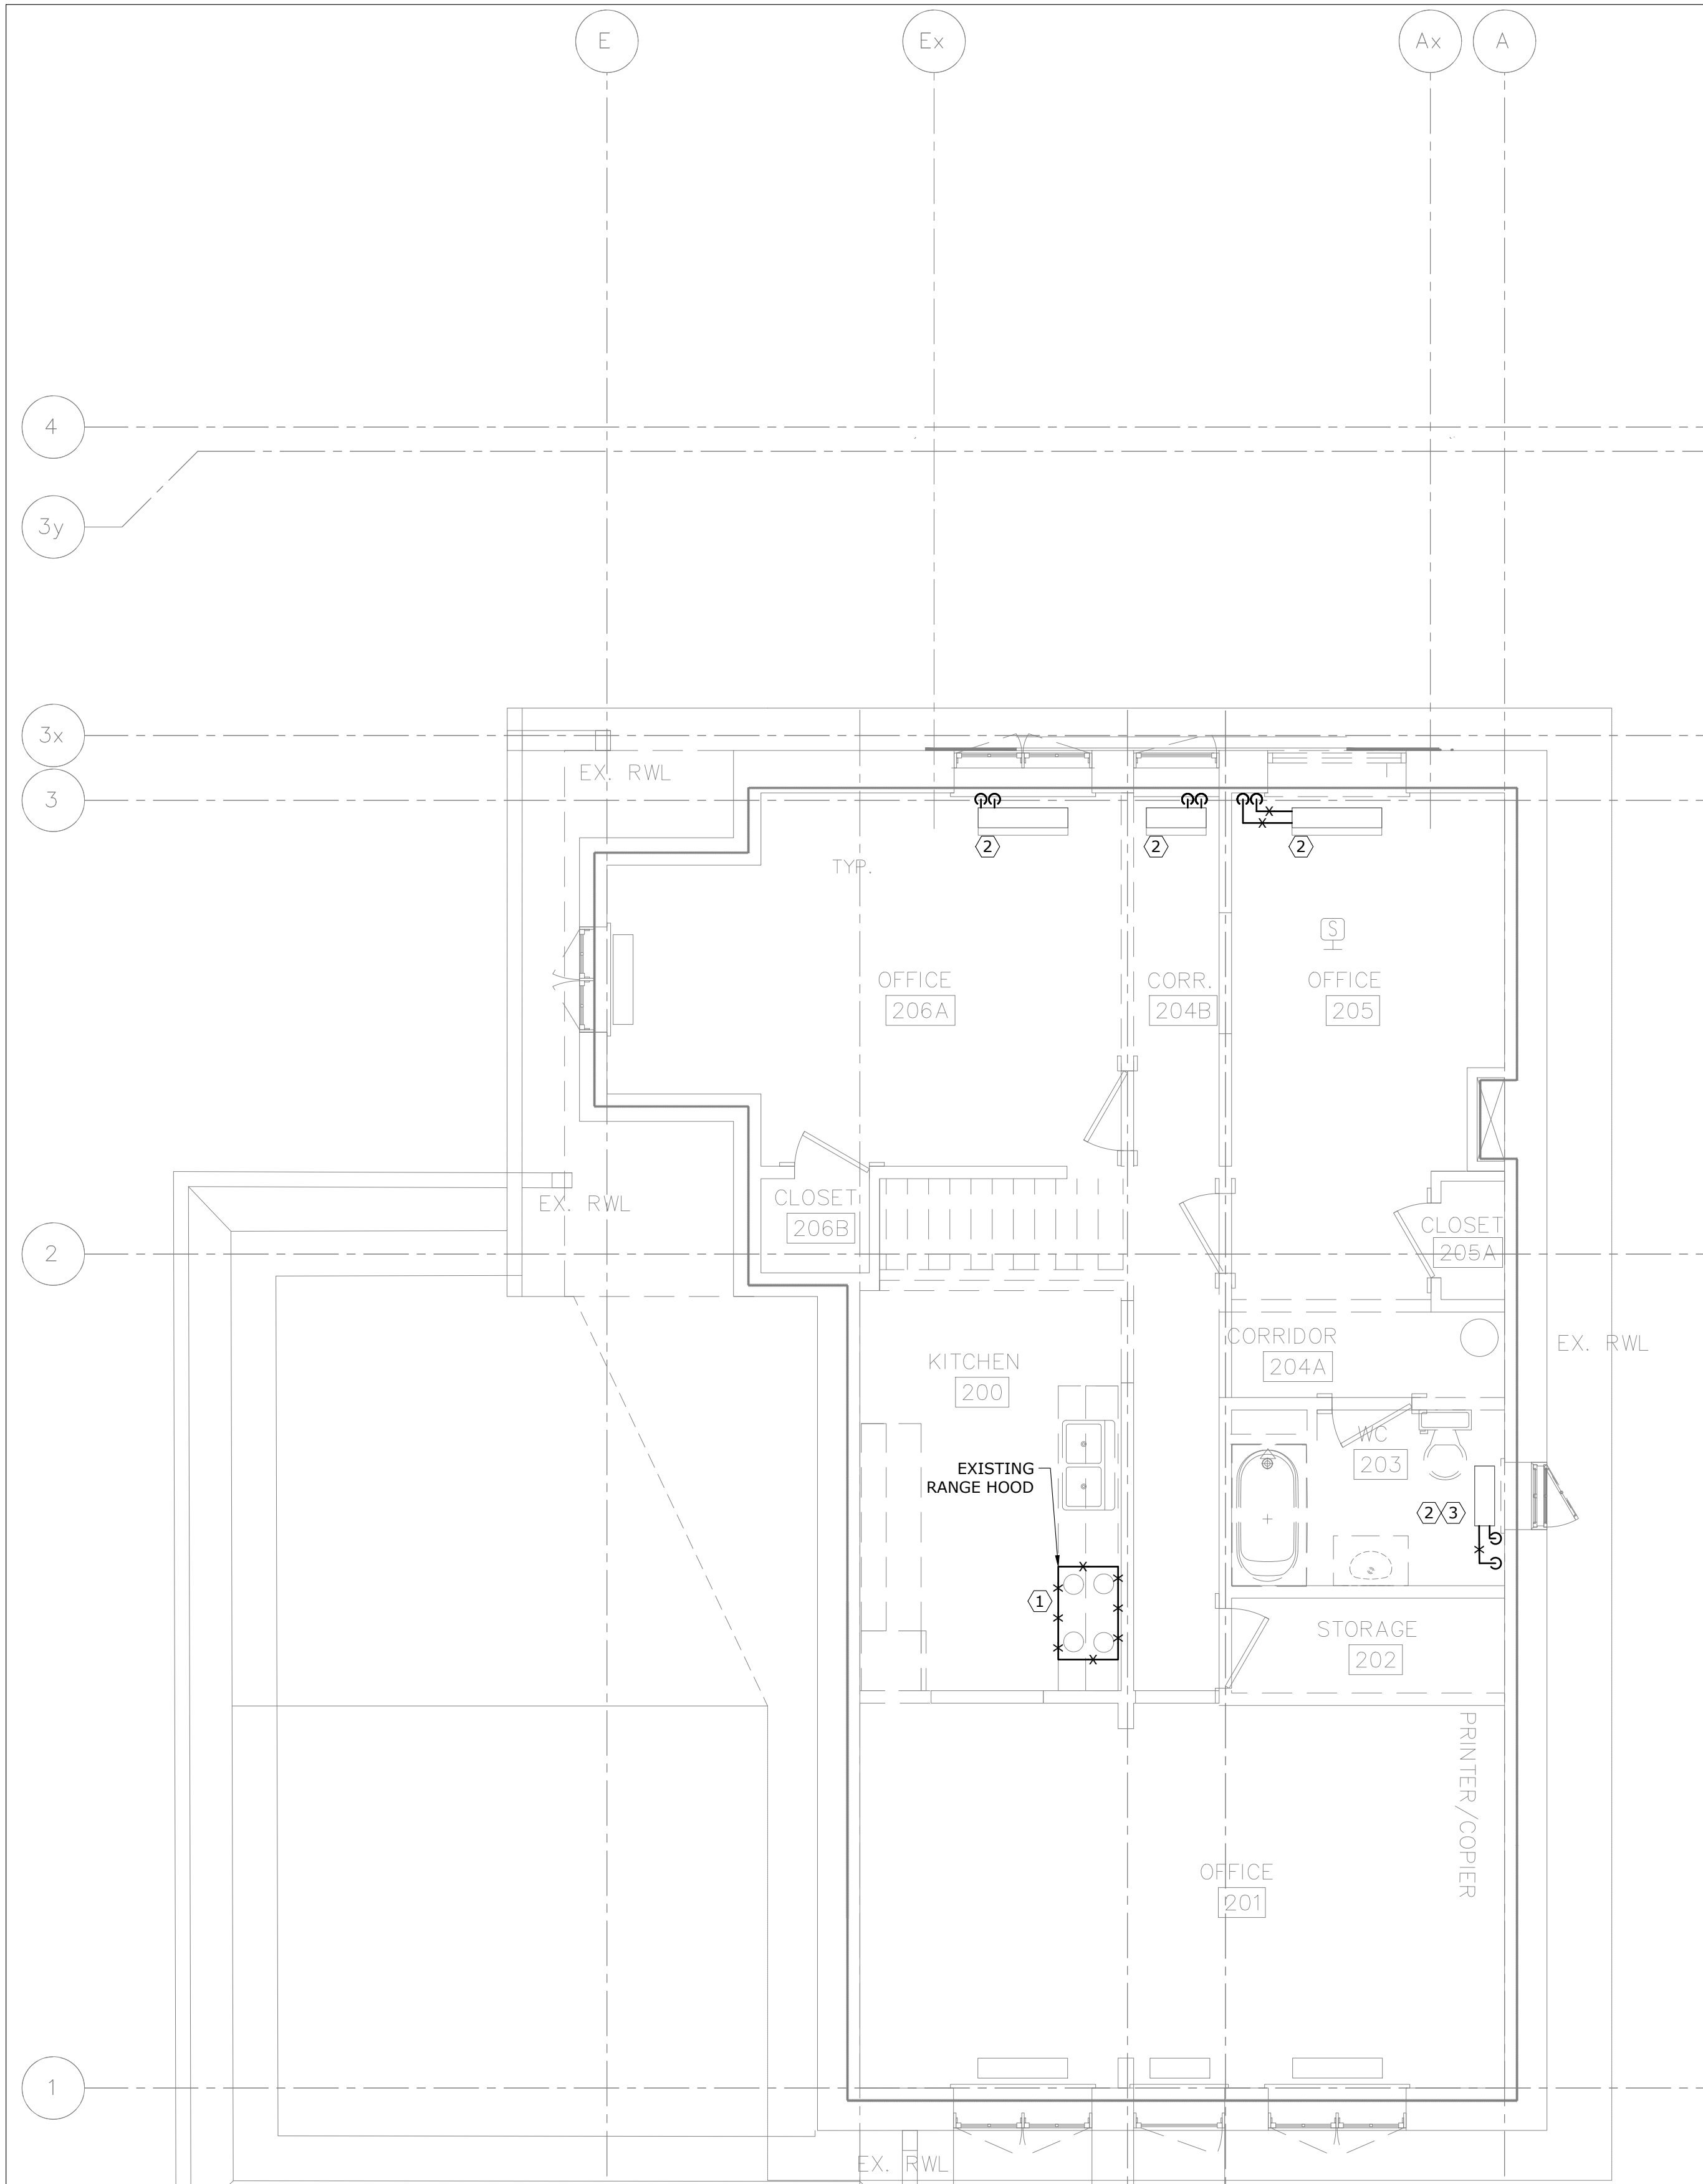 E
Ex
Ax
A
4
3y
3x
3
EX. RWL
2
2
2
TYP.
S
OFFICE
206A
CORR.
204B
OFFICE
205
EX. RWL
CLOSET
206B
CLOSET
205A
2
CORRIDOR
204A
EX. RWL
KITCHEN
200
WC
203
EXISTING
RANGE HOOD
2
3
1
STORAGE
202
PRINTER/COPIER
OFFICE
201
1
EX. RWL